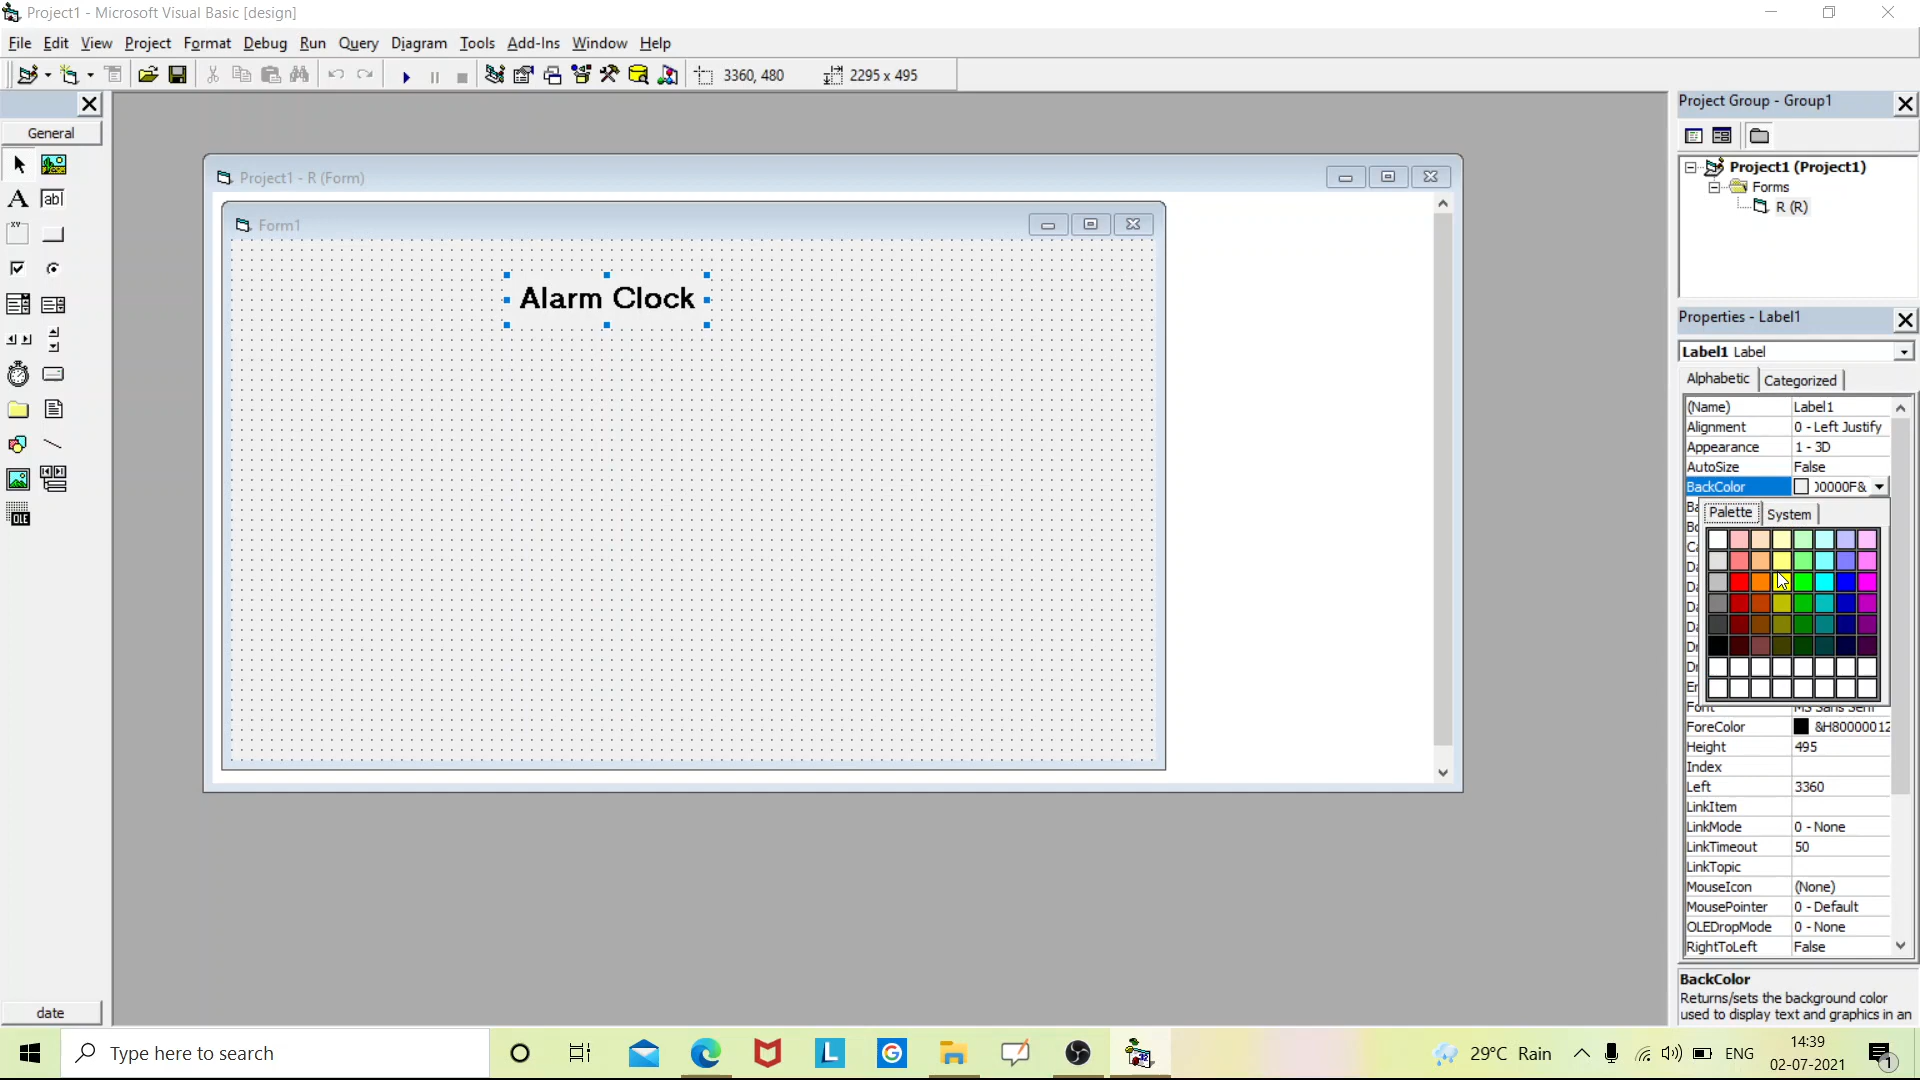 Project1 - Microsoft Visual Basic [design]
File Edit View Project Format Debug Run Query Diagram Tools Add-Ins Window Help
3360, 480 2295 x 495
General
date
Project1 - R (Form)
Form1
Alarm Clock
Project Group - Group1
Project1 (Project1)
Forms
R (R)
Properties - Label1
Label1 Label
Alphabetic Categorized
(Name) Label1
Alignment 0 - Left Justify
Appearance 1 - 3D
AutoSize False
BackColor 00000F&
Palette System
ForeColor &H80000012
Height 495
Index
Left 3360
LinkItem
LinkMode 0 - None
LinkTimeout 50
LinkTopic
MouseIcon (None)
MousePointer 0 - Default
OLEDropMode 0 - None
RightToLeft False
BackColor
Returns/sets the background color
used to display text and graphics in an
Type here to search
29°C Rain
ENG
14:39
02-07-2021
1